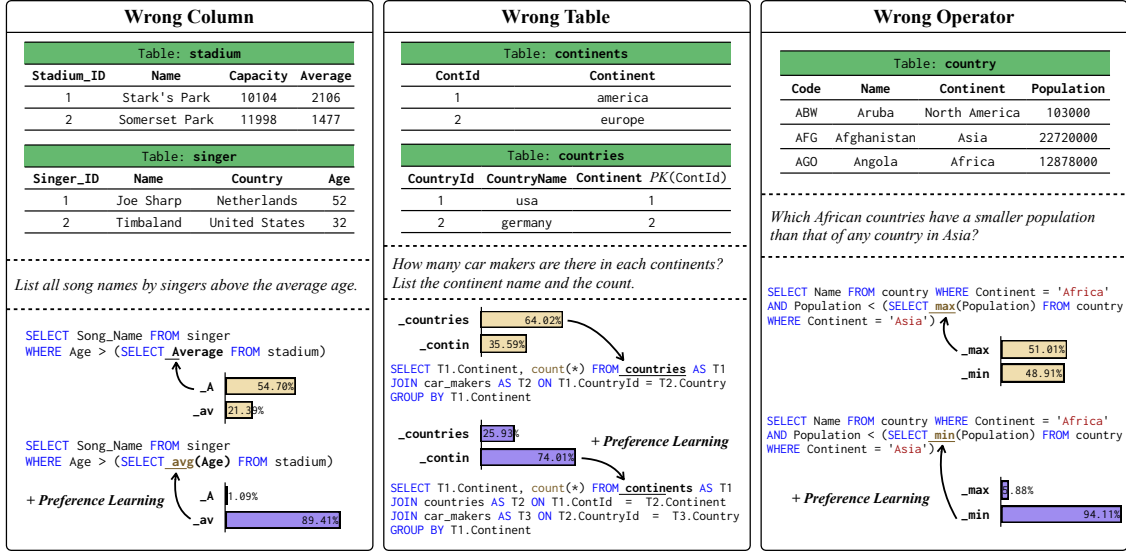 Wrong Column
Table: stadium
Stadium_ID Name Capacity Average
1 Stark's Park 10104 2106
2 Somerset Park 11998 1477
Table: singer
Singer_ID Name Country Age
1 Joe Sharp Netherlands 52
2 Timbaland United States 32
List all song names by singers above the average age.
SELECT Song_Name FROM singer
WHERE Age > (SELECT Average FROM stadium)
_A 54.70%
_av 21.39%
SELECT Song_Name FROM singer
WHERE Age > (SELECT avg(Age) FROM stadium)
+ Preference Learning
_A 1.09%
_av 89.41%
Wrong Table
Table: continents
ContId Continent
1 america
2 europe
Table: countries
CountryId CountryName Continent PK(ContId)
1 usa 1
2 germany 2
How many car makers are there in each continents?
List the continent name and the count.
_countries 64.02%
_contin 35.59%
SELECT T1.Continent, count(*) FROM countries AS T1
JOIN car_makers AS T2 ON T1.CountryId = T2.Country
GROUP BY T1.Continent
_countries 25.93%
_contin 74.01%
+ Preference Learning
SELECT T1.Continent, count(*) FROM continents AS T1
JOIN countries AS T2 ON T1.ContId = T2.Continent
JOIN car_makers AS T3 ON T2.CountryId = T3.Country
GROUP BY T1.Continent
Wrong Operator
Table: country
Code Name Continent Population
ABW Aruba North America 103000
AFG Afghanistan Asia 22720000
AGO Angola Africa 12878000
Which African countries have a smaller population
than that of any country in Asia?
SELECT Name FROM country WHERE Continent = 'Africa'
AND Population < (SELECT max(Population) FROM country
WHERE Continent = 'Asia')
_max 51.01%
_min 48.91%
SELECT Name FROM country WHERE Continent = 'Africa'
AND Population < (SELECT min(Population) FROM country
WHERE Continent = 'Asia')
+ Preference Learning
_max
_min 94.11%